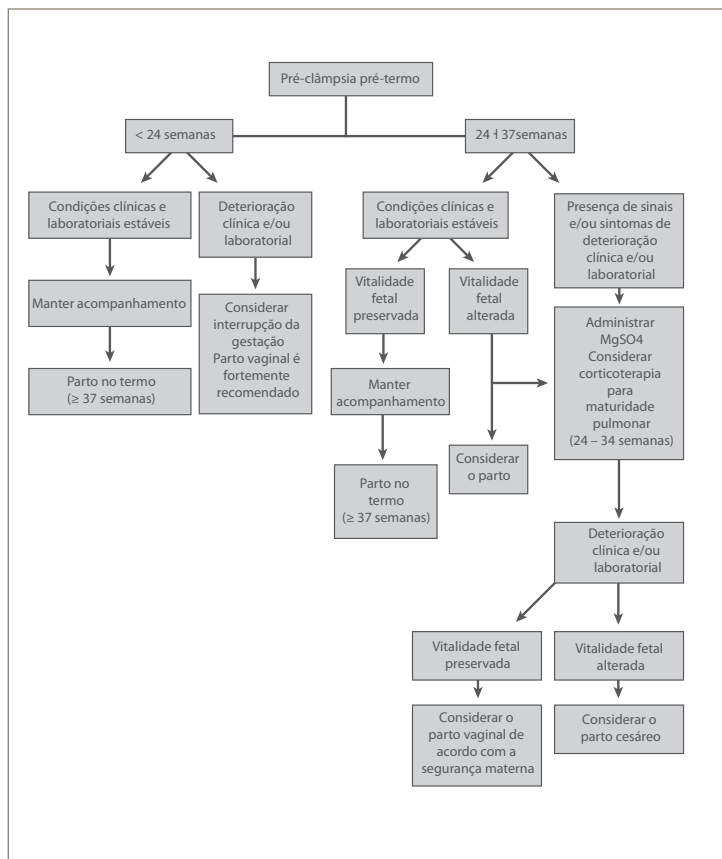 Pré-clâmpsia pré-termo
< 24 semanas
24 ┤ 37semanas
Condições clínicas e
laboratoriais estáveis
Deterioração
clínica e/ou
laboratorial
Condições clínicas e
laboratoriais estáveis
Presença de sinais
e/ou sintomas de
deterioração
clínica e/ou
laboratorial
Manter acompanhamento
Considerar
interrupção da
gestação
Parto vaginal é
fortemente
recomendado
Vitalidade
fetal
preservada
Vitalidade
fetal
alterada
Administrar
MgSO4
Considerar
corticoterapia
para
maturidade
pulmonar
(24 – 34 semanas)
Parto no termo
(≥ 37 semanas)
Manter
acompanhamento
Considerar
o parto
Parto no
termo
(≥ 37 semanas)
Deterioração
clínica e/ou
laboratorial
Vitalidade fetal
preservada
Vitalidade fetal
alterada
Considerar o
parto vaginal de
acordo com a
segurança materna
Considerar o
parto cesáreo